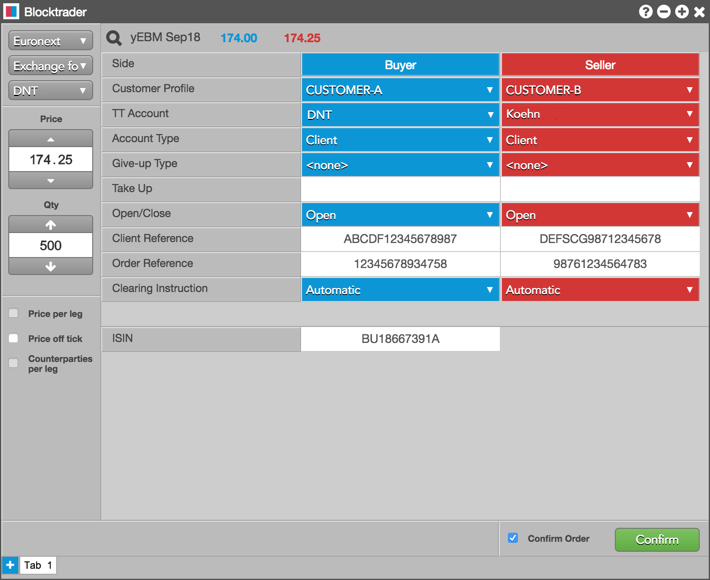 Blocktrader
Euronext
Exchange fo
DNT
yEBM Sep18 174.00 174.25
Price
174.25
Qty
500
Price per leg
Price off tick
Counterparties
per leg
Side Buyer Seller
Customer Profile CUSTOMER-A CUSTOMER-B
TT Account DNT Koehn
Account Type Client Client
Give-up Type <none> <none>
Take Up
Open/Close Open Open
Client Reference ABCDF12345678987 DEFSCG98712345678
Order Reference 12345678934758 98761234564783
Clearing Instruction Automatic Automatic
ISIN BU18667391A
Confirm Order Confirm
Tab 1